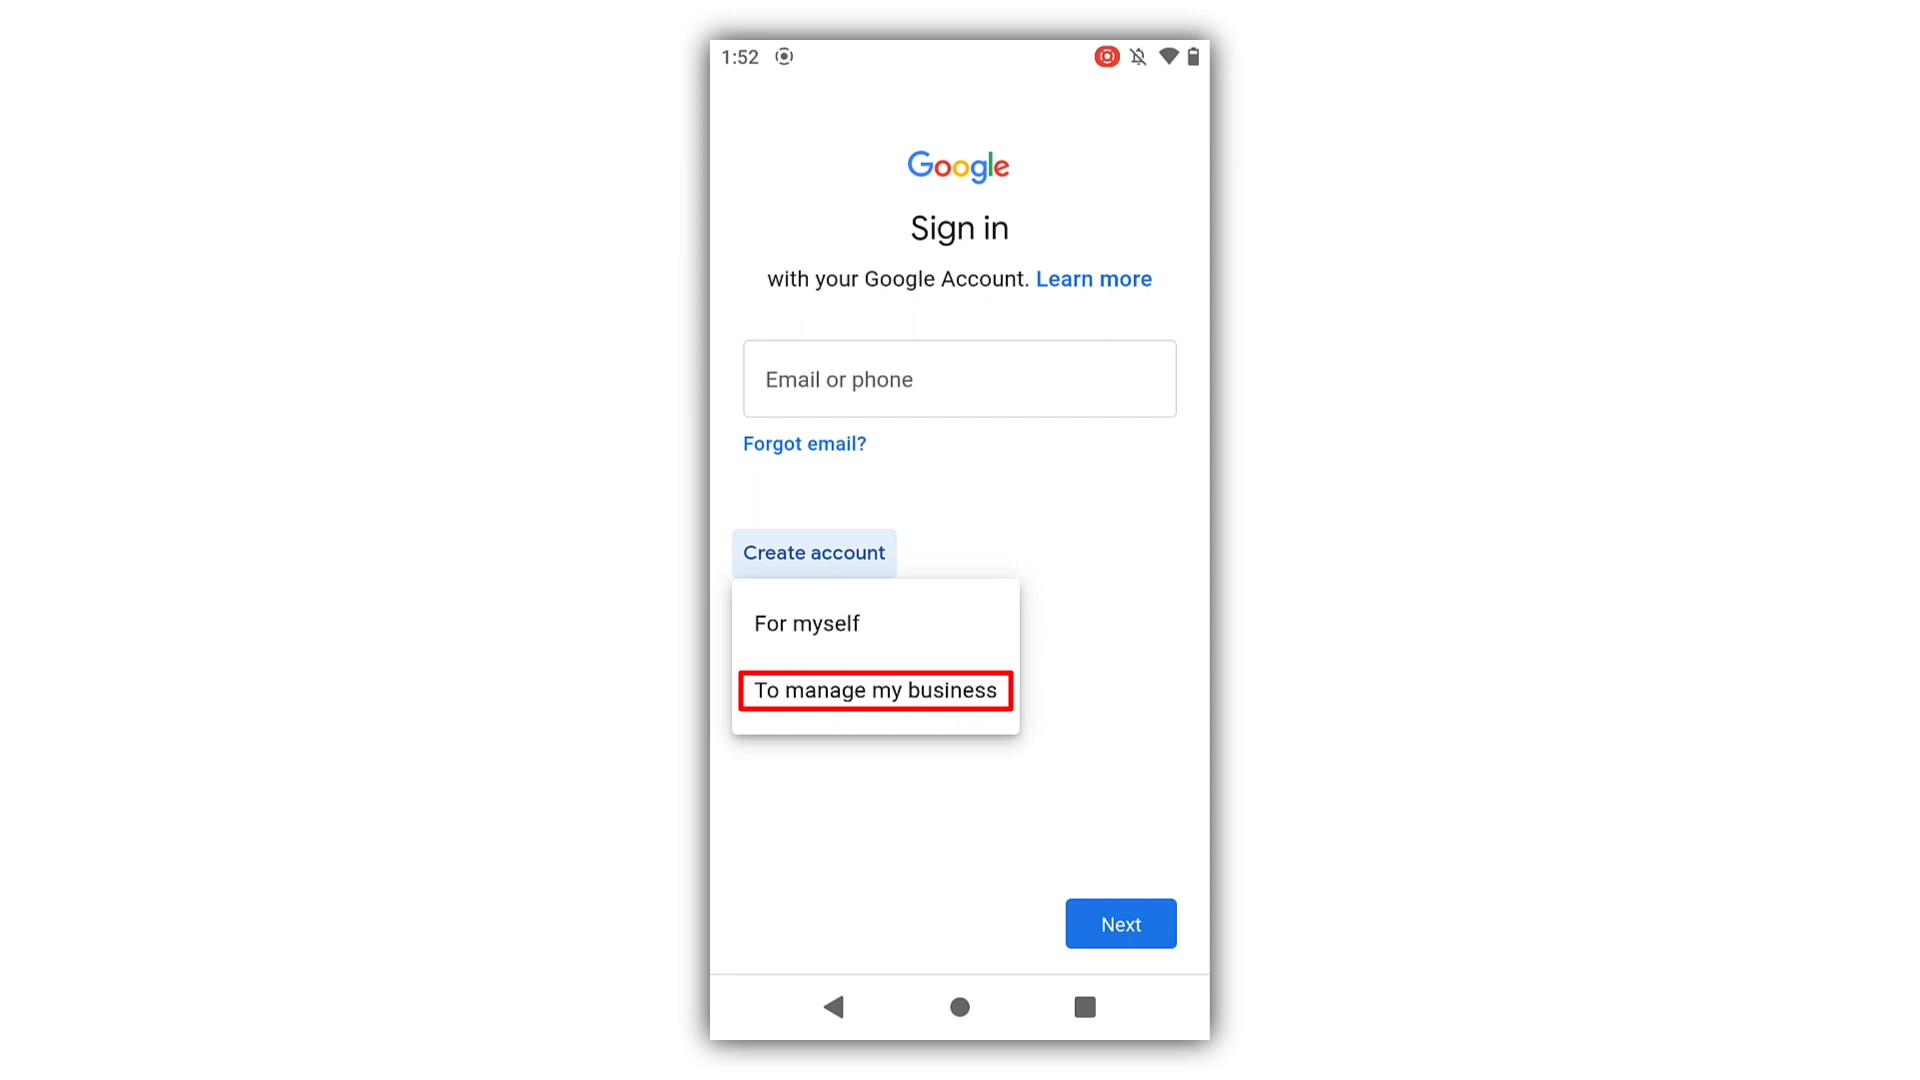 1:52
Google
Sign in
with your Google Account. Learn more
Email or phone
Forgot email?
Create account
For myself
To manage my business
Next